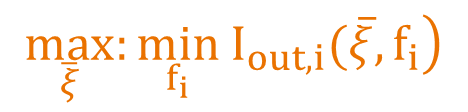 max: min I_out,i(ξ̄, f_i)
ξ̄ f_i